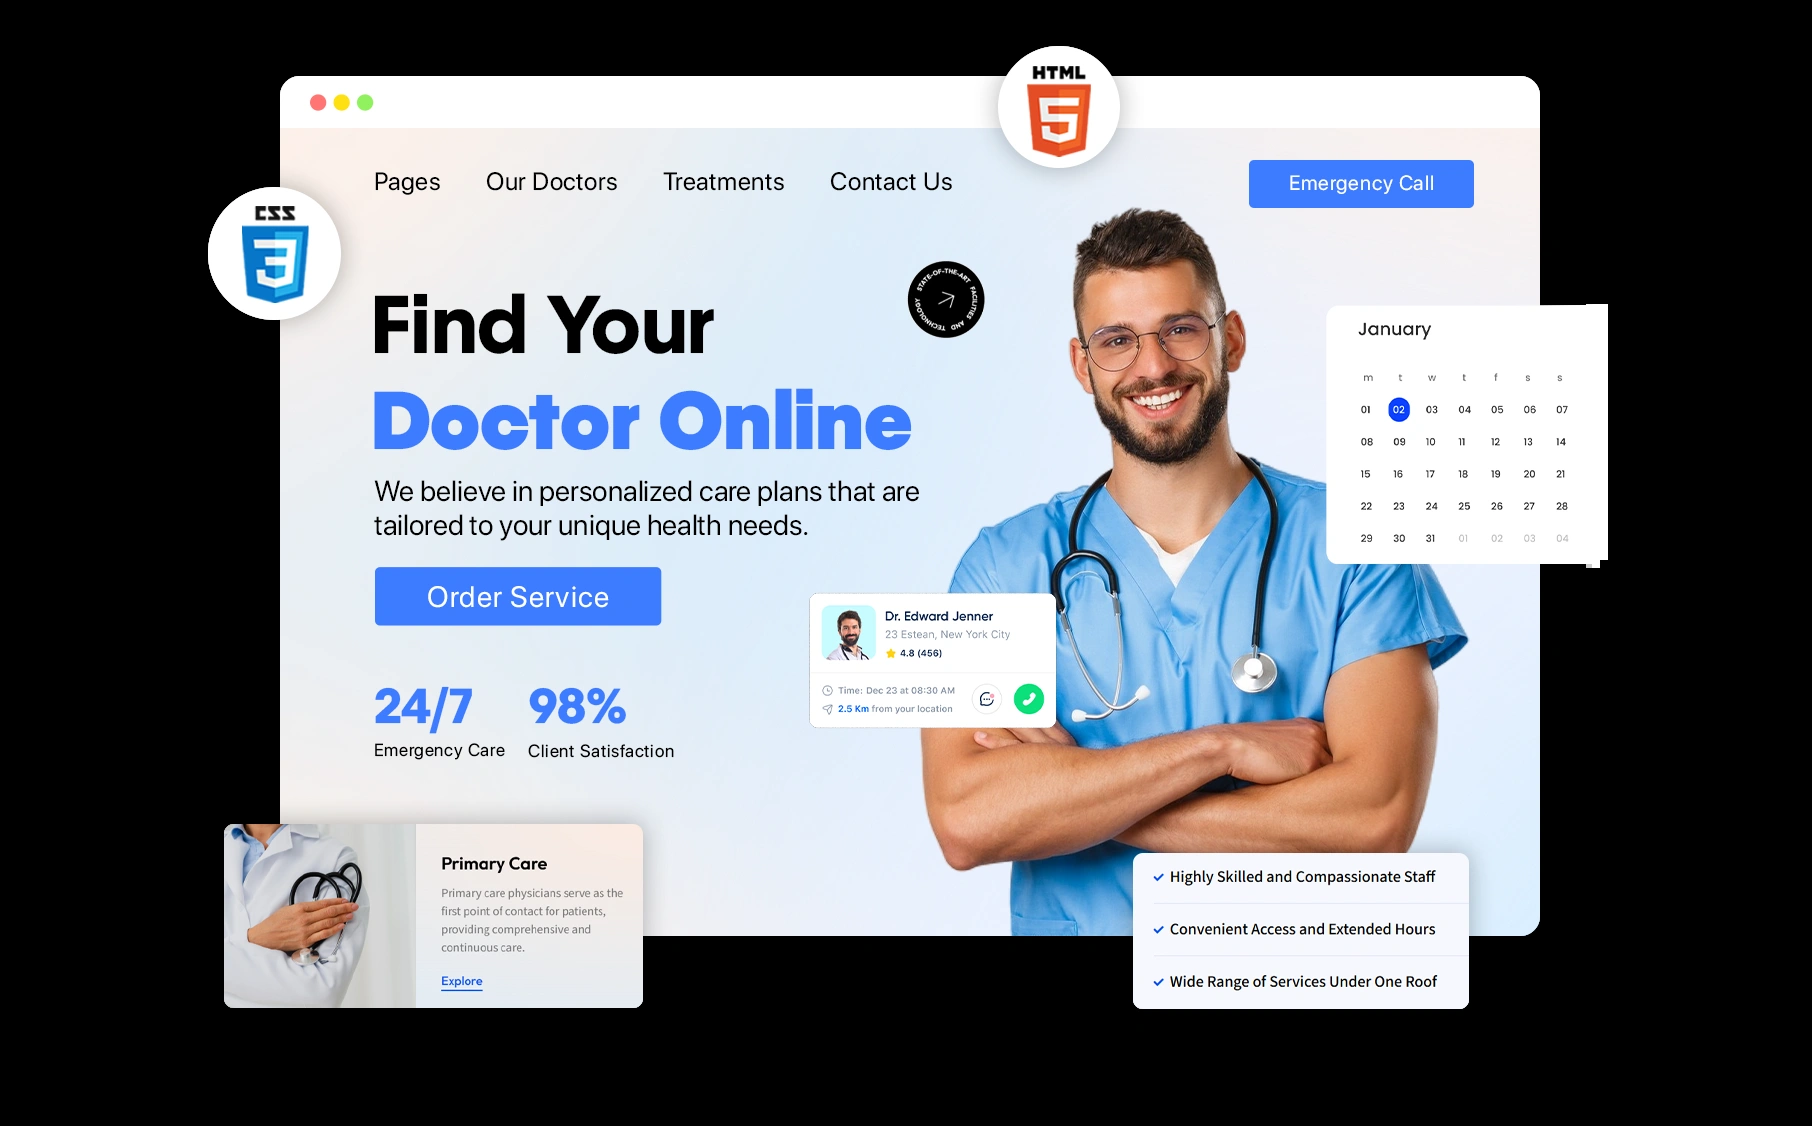 HTML
5
CSS
3
Pages Our Doctors Treatments Contact Us
Emergency Call
STATE-OF-THE-ART FACILITIES AND TECHNOLOGY
Find Your
Doctor Online
We believe in personalized care plans that are
tailored to your unique health needs.
Order Service
24/7
Emergency Care
98%
Client Satisfaction
January
m t w t f s s
01 02 03 04 05 06 07
08 09 10 11 12 13 14
15 16 17 18 19 20 21
22 23 24 25 26 27 28
29 30 31 01 02 03 04
Dr. Edward Jenner
23 Estean, New York City
4.8 (456)
Time: Dec 23 at 08:30 AM
2.5 Km from your location
Primary Care
Primary care physicians serve as the
first point of contact for patients,
providing comprehensive and
continuous care.
Explore
Highly Skilled and Compassionate Staff
Convenient Access and Extended Hours
Wide Range of Services Under One Roof